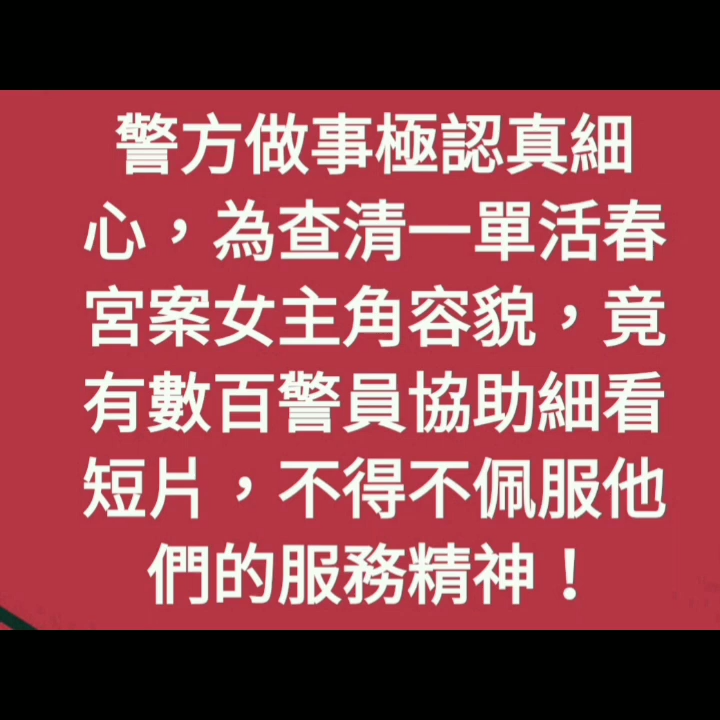 警方做事極認真細
心，為查清一單活春
宮案女主角容貌，竟
有數百警員協助細看
短片，不得不佩服他
們的服務精神！